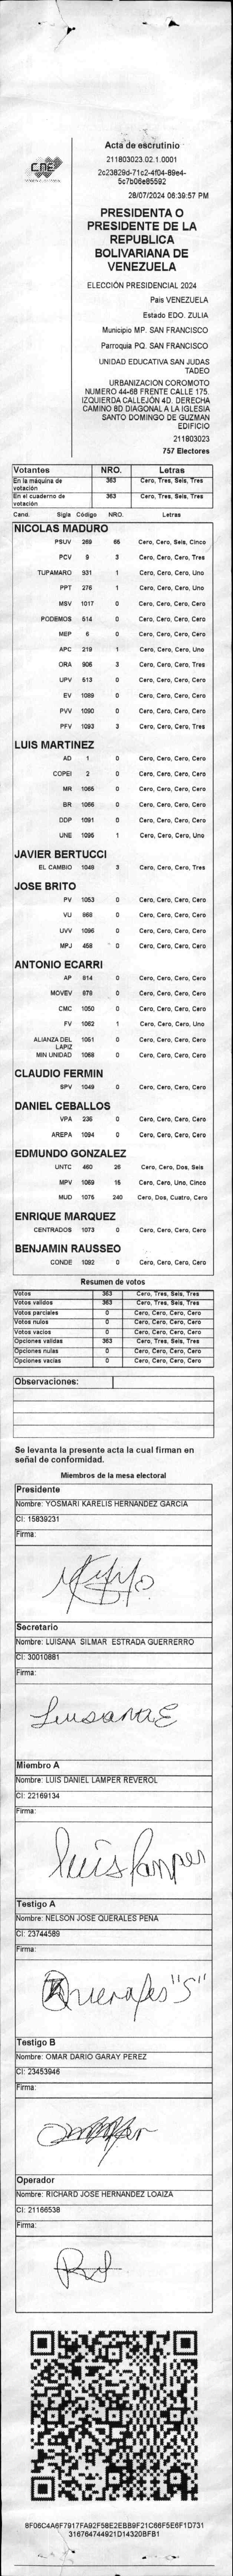 Acta de escrutinio
211803023.02.1.0001
2c23829d-71c2-4f04-89e4-
5c7b06e85592
28/07/2024 06:39:57 PM
PRESIDENTA O
PRESIDENTE DE LA
REPUBLICA
BOLIVARIANA DE
VENEZUELA
ELECCIÓN PRESIDENCIAL 2024
CNE
País VENEZUELA
Estado EDO. ZULIA
Municipio MP. SAN FRANCISCO
Parroquia PQ. SAN FRANCISCO
UNIDAD EDUCATIVA SAN JUDAS
TADEO
URBANIZACION COROMOTO
NUMERO 44-68 FRENTE CALLE 175.
IZQUIERDA CALLEJÓN 4D. DERECHA
CAMINO 8D DIAGONAL A LA IGLESIA
SANTO DOMINGO DE GUZMAN
EDIFICIO
211803023
757 Electores
Votantes NRO. Letras
En la máquina de votación 363 Cero, Tres, Seis, Tres
En el cuaderno de votación 363 Cero, Tres, Seis, Tres
Cand. Sigla Código NRO. Letras
NICOLAS MADURO
PSUV 269 65 Cero, Cero, Seis, Cinco
PCV 9 3 Cero, Cero, Cero, Tres
TUPAMARO 931 1 Cero, Cero, Cero, Uno
PPT 276 1 Cero, Cero, Cero, Uno
MSV 1017 0 Cero, Cero, Cero, Cero
PODEMOS 514 0 Cero, Cero, Cero, Cero
MEP 6 0 Cero, Cero, Cero, Cero
APC 219 1 Cero, Cero, Cero, Uno
ORA 906 3 Cero, Cero, Cero, Tres
UPV 513 0 Cero, Cero, Cero, Cero
EV 1089 0 Cero, Cero, Cero, Cero
PVV 1090 0 Cero, Cero, Cero, Cero
PFV 1093 3 Cero, Cero, Cero, Tres
LUIS MARTINEZ
AD 1 0 Cero, Cero, Cero, Cero
COPEI 2 0 Cero, Cero, Cero, Cero
MR 1065 0 Cero, Cero, Cero, Cero
BR 1066 0 Cero, Cero, Cero, Cero
DDP 1091 0 Cero, Cero, Cero, Cero
UNE 1095 1 Cero, Cero, Cero, Uno
JAVIER BERTUCCI
EL CAMBIO 1048 3 Cero, Cero, Cero, Tres
JOSE BRITO
PV 1053 0 Cero, Cero, Cero, Cero
VU 868 0 Cero, Cero, Cero, Cero
UVV 1096 0 Cero, Cero, Cero, Cero
MPJ 458 0 Cero, Cero, Cero, Cero
ANTONIO ECARRI
AP 814 0 Cero, Cero, Cero, Cero
MOVEV 979 0 Cero, Cero, Cero, Cero
CMC 1050 0 Cero, Cero, Cero, Cero
FV 1062 1 Cero, Cero, Cero, Uno
ALIANZA DEL LAPIZ 1061 0 Cero, Cero, Cero, Cero
MIN UNIDAD 1068 0 Cero, Cero, Cero, Cero
CLAUDIO FERMIN
SPV 1049 0 Cero, Cero, Cero, Cero
DANIEL CEBALLOS
VPA 236 0 Cero, Cero, Cero, Cero
AREPA 1094 0 Cero, Cero, Cero, Cero
EDMUNDO GONZALEZ
UNTC 460 26 Cero, Cero, Dos, Seis
MPV 1069 15 Cero, Cero, Uno, Cinco
MUD 1075 240 Cero, Dos, Cuatro, Cero
ENRIQUE MARQUEZ
CENTRADOS 1073 0 Cero, Cero, Cero, Cero
BENJAMIN RAUSSEO
CONDE 1092 0 Cero, Cero, Cero, Cero
Resumen de votos
Votos 363 Cero, Tres, Seis, Tres
Votos validos 363 Cero, Tres, Seis, Tres
Votos parciales 0 Cero, Cero, Cero, Cero
Votos nulos 0 Cero, Cero, Cero, Cero
Votos vacios 0 Cero, Cero, Cero, Cero
Opciones validas 363 Cero, Tres, Seis, Tres
Opciones nulas 0 Cero, Cero, Cero, Cero
Opciones vacias 0 Cero, Cero, Cero, Cero
Observaciones:
Se levanta la presente acta la cual firman en
señal de conformidad.
Miembros de la mesa electoral
Presidente
Nombre: YOSMARI KARELIS HERNANDEZ GARCIA
CI: 15839231
Firma:
Secretario
Nombre: LUISANA SILMAR ESTRADA GUERRERRO
CI: 30010881
Firma:
Luisana E
Miembro A
Nombre: LUIS DANIEL LAMPER REVEROL
CI: 22169134
Firma:
Luis Lamper
Testigo A
Nombre: NELSON JOSE QUERALES PEÑA
CI: 23744589
Firma:
Querales "S"
Testigo B
Nombre: OMAR DARIO GARAY PEREZ
CI: 23453946
Firma:
Operador
Nombre: RICHARD JOSE HERNANDEZ LOAIZA
CI: 21166538
Firma:
8F06C4A6F7917FA92F58E2EBB9F21C66F5E6F1D731
316764744921D14320BFB1